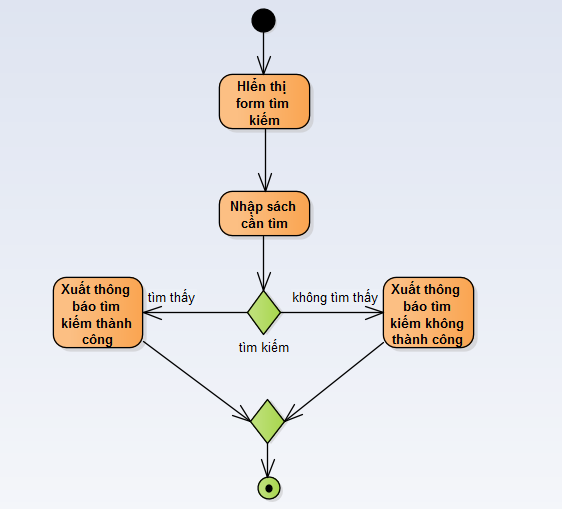 HIển thị
form tìm
kiếm
Nhập sách
cần tìm
Xuất thông
báo tìm
kiếm thành
công
tìm thấy
không tìm thấy
Xuất thông
báo tìm
kiếm không
thành công
tìm kiếm